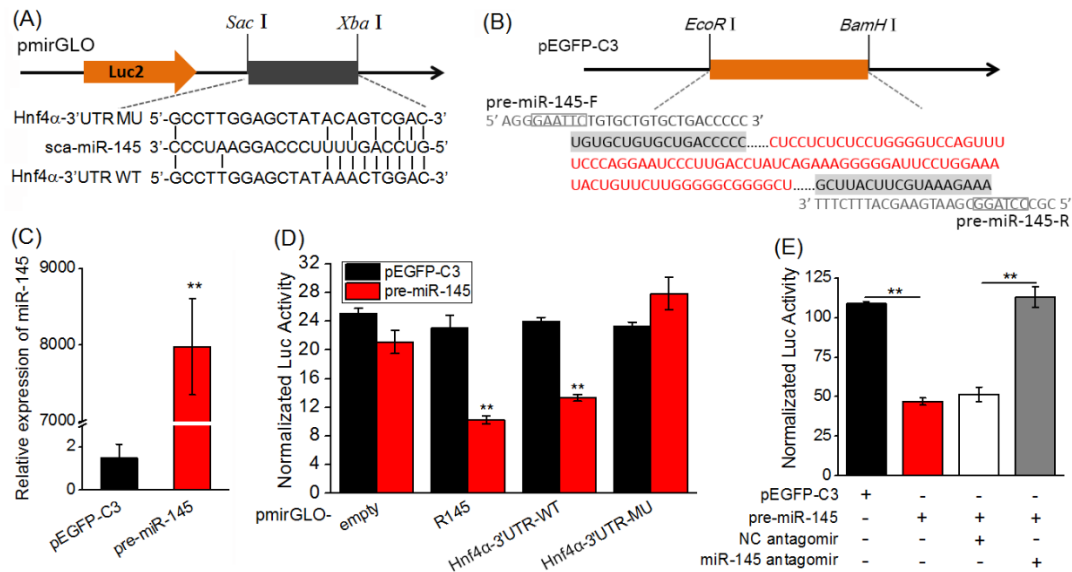 (A)
Sac I
Xba I
pmirGLO
Luc2
Hnf4α-3'UTR MU 5'-GCCTTGGAGCTATACAGTCGAC-3'
sca-miR-145 3'-CCCUAAGGACCCUUUUGACCUG-5'
Hnf4α-3'UTR WT 5'-GCCTTGGAGCTATAAACTGGAC-3'
(B)
EcoR I
BamH I
pEGFP-C3
pre-miR-145-F
5' AGGGAATTCTGTGCTGTGCTGACCCCC 3'
UGUGCUGUGCUGACCCCC......CUCCUCUCUCCUGGGGUCCAGUUU
UCCCAGGAAUCCCUUGACCUAUCAGAAAGGGGGAUUCCUGGAAA
UACUGUUCUUGGGGGCGGGGCU......GCUUACUUCGUAAAGAAA
3' TTTCTTTACGAAGTAAGCGGATCCCGC 5'
pre-miR-145-R
(C)
Relative expression of miR-145
9000
8000
7000
2
0
pEGFP-C3
pre-miR-145
**
(D)
Normalizated Luc Activity
28
24
20
16
12
8
4
0
pEGFP-C3
pre-miR-145
**
**
pmirGLO-
empty
R145
Hnf4α-3'UTR-WT
Hnf4α-3'UTR-MU
(E)
Normalizated Luc Activity
125
100
75
50
25
0
**
**
pEGFP-C3 + - - -
pre-miR-145 - + + +
NC antagomir - - + -
miR-145 antagomir - - - +